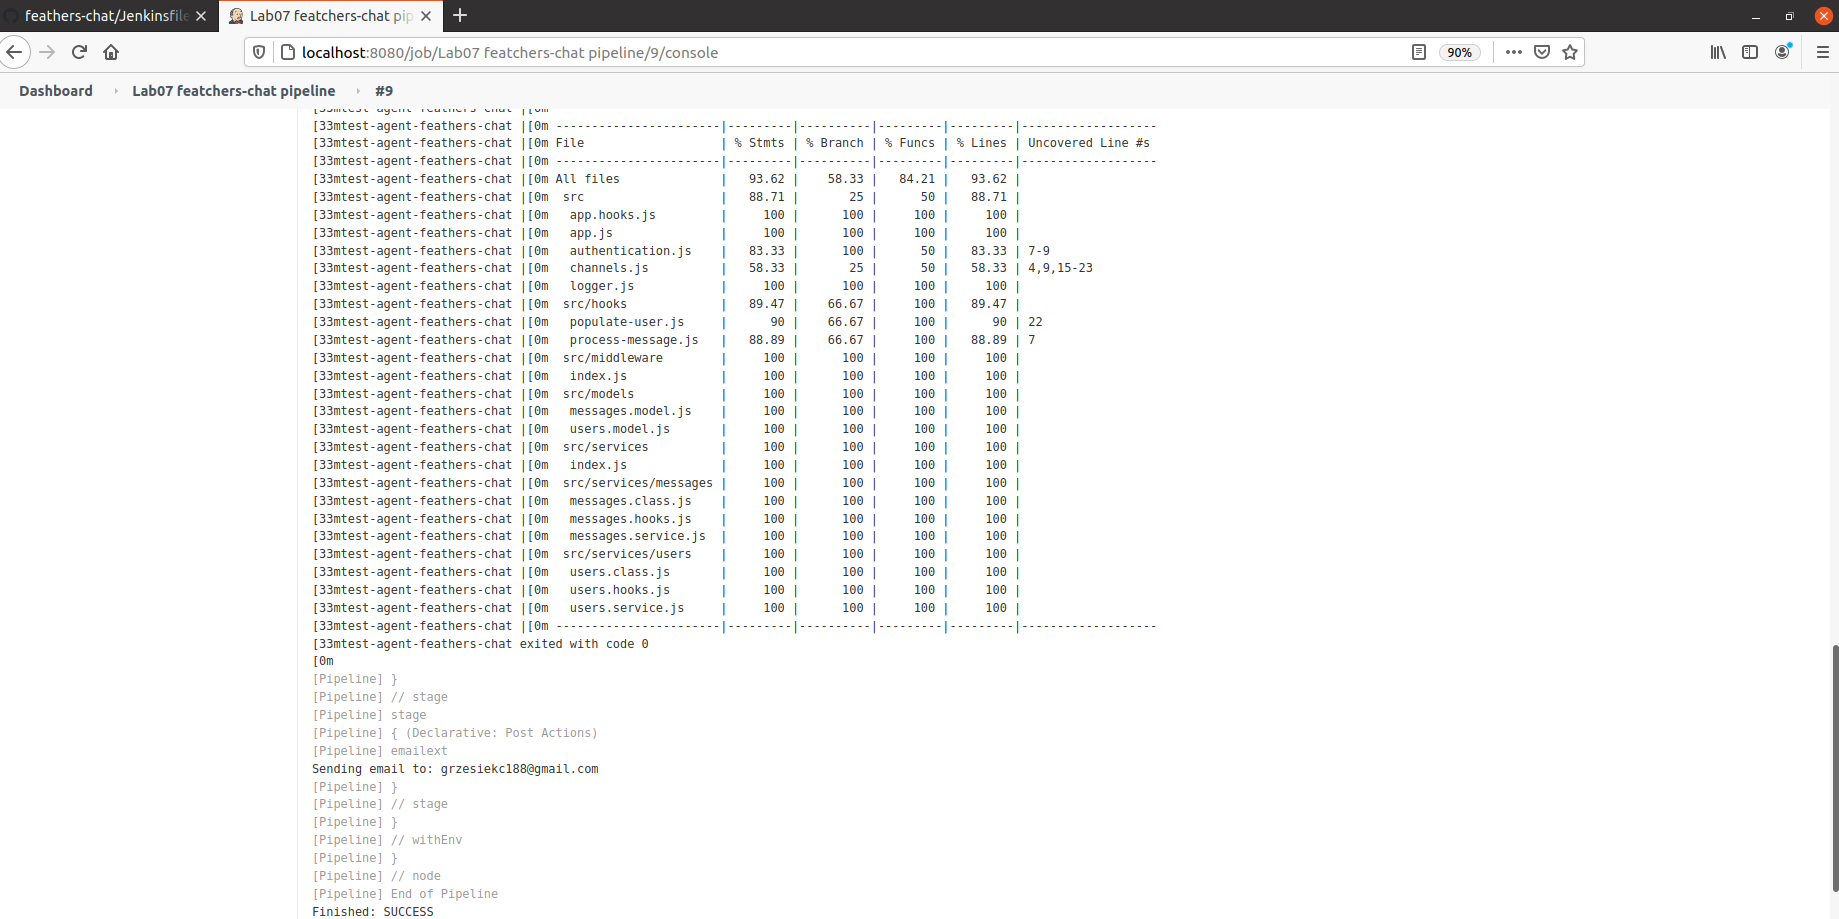 feathers-chat/Jenkinsfile
Lab07 featchers-chat pip
localhost:8080/job/Lab07 featchers-chat pipeline/9/console
90%
Dashboard
Lab07 featchers-chat pipeline
#9
[33mtest-agent-feathers-chat |[0m
[33mtest-agent-feathers-chat |[0m -----------------------|---------|----------|---------|---------|-------------------
[33mtest-agent-feathers-chat |[0m File                   | % Stmts | % Branch | % Funcs | % Lines | Uncovered Line #s
[33mtest-agent-feathers-chat |[0m -----------------------|---------|----------|---------|---------|-------------------
[33mtest-agent-feathers-chat |[0m All files              |   93.62 |    58.33 |   84.21 |   93.62 |
[33mtest-agent-feathers-chat |[0m  src                   |   88.71 |       25 |      50 |   88.71 |
[33mtest-agent-feathers-chat |[0m   app.hooks.js         |     100 |      100 |     100 |     100 |
[33mtest-agent-feathers-chat |[0m   app.js               |     100 |      100 |     100 |     100 |
[33mtest-agent-feathers-chat |[0m   authentication.js    |   83.33 |      100 |      50 |   83.33 | 7-9
[33mtest-agent-feathers-chat |[0m   channels.js          |   58.33 |       25 |      50 |   58.33 | 4,9,15-23
[33mtest-agent-feathers-chat |[0m   logger.js            |     100 |      100 |     100 |     100 |
[33mtest-agent-feathers-chat |[0m  src/hooks             |   89.47 |    66.67 |     100 |   89.47 |
[33mtest-agent-feathers-chat |[0m   populate-user.js     |      90 |    66.67 |     100 |      90 | 22
[33mtest-agent-feathers-chat |[0m   process-message.js   |   88.89 |    66.67 |     100 |   88.89 | 7
[33mtest-agent-feathers-chat |[0m  src/middleware        |     100 |      100 |     100 |     100 |
[33mtest-agent-feathers-chat |[0m   index.js             |     100 |      100 |     100 |     100 |
[33mtest-agent-feathers-chat |[0m  src/models            |     100 |      100 |     100 |     100 |
[33mtest-agent-feathers-chat |[0m   messages.model.js    |     100 |      100 |     100 |     100 |
[33mtest-agent-feathers-chat |[0m   users.model.js       |     100 |      100 |     100 |     100 |
[33mtest-agent-feathers-chat |[0m  src/services          |     100 |      100 |     100 |     100 |
[33mtest-agent-feathers-chat |[0m   index.js             |     100 |      100 |     100 |     100 |
[33mtest-agent-feathers-chat |[0m  src/services/messages |     100 |      100 |     100 |     100 |
[33mtest-agent-feathers-chat |[0m   messages.class.js    |     100 |      100 |     100 |     100 |
[33mtest-agent-feathers-chat |[0m   messages.hooks.js    |     100 |      100 |     100 |     100 |
[33mtest-agent-feathers-chat |[0m   messages.service.js  |     100 |      100 |     100 |     100 |
[33mtest-agent-feathers-chat |[0m  src/services/users    |     100 |      100 |     100 |     100 |
[33mtest-agent-feathers-chat |[0m   users.class.js       |     100 |      100 |     100 |     100 |
[33mtest-agent-feathers-chat |[0m   users.hooks.js       |     100 |      100 |     100 |     100 |
[33mtest-agent-feathers-chat |[0m   users.service.js     |     100 |      100 |     100 |     100 |
[33mtest-agent-feathers-chat |[0m -----------------------|---------|----------|---------|---------|-------------------
[33mtest-agent-feathers-chat exited with code 0
[0m
[Pipeline] }
[Pipeline] // stage
[Pipeline] stage
[Pipeline] { (Declarative: Post Actions)
[Pipeline] emailext
Sending email to: grzesiekc188@gmail.com
[Pipeline] }
[Pipeline] // stage
[Pipeline] }
[Pipeline] // withEnv
[Pipeline] }
[Pipeline] // node
[Pipeline] End of Pipeline
Finished: SUCCESS